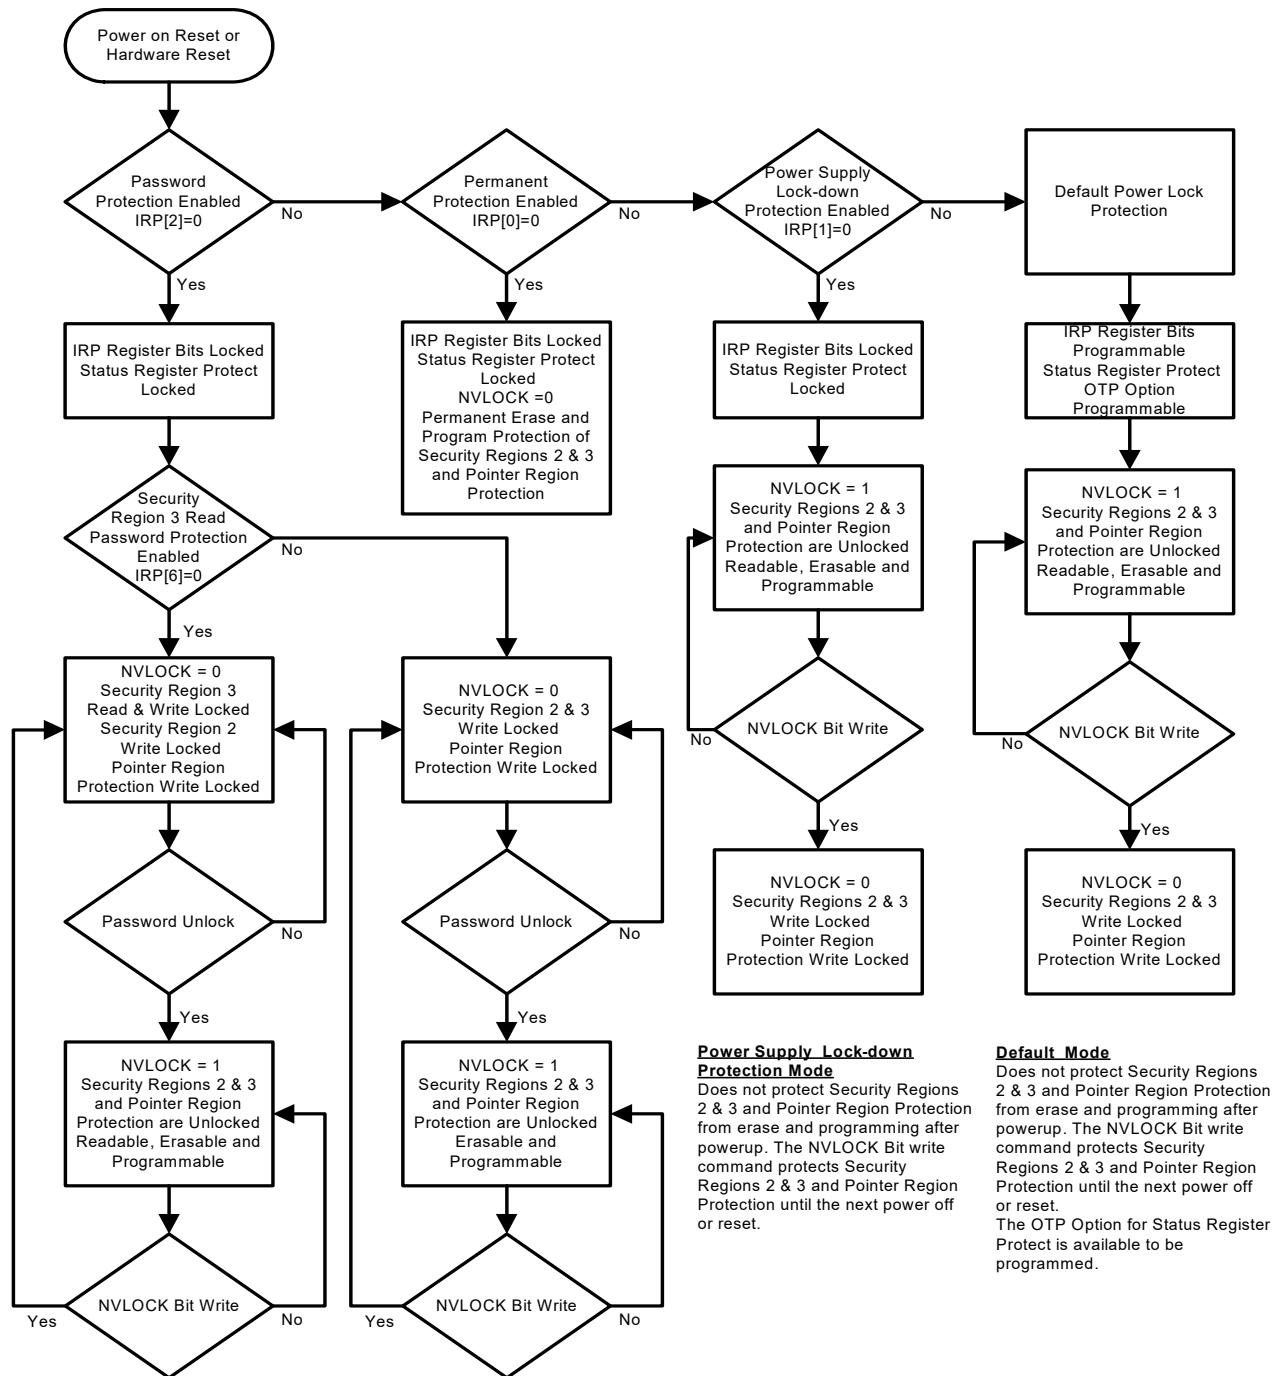 Power on Reset or
Hardware Reset
Password
Protection Enabled
IRP[2]=0
No
Permanent
Protection Enabled
IRP[0]=0
No
Power Supply
Lock-down
Protection Enabled
IRP[1]=0
No
Default Power Lock
Protection
Yes
Yes
Yes
IRP Register Bits Locked
Status Register Protect
Locked
IRP Register Bits Locked
Status Register Protect
Locked
NVLOCK =0
Permanent Erase and
Program Protection of
Security Regions 2 & 3
and Pointer Region
Protection
IRP Register Bits Locked
Status Register Protect
Locked
IRP Register Bits
Programmable
Status Register Protect
OTP Option
Programmable
Security
Region 3 Read
Password Protection
Enabled
IRP[6]=0
No
Yes
NVLOCK = 1
Security Regions 2 & 3
and Pointer Region
Protection are Unlocked
Readable, Erasable and
Programmable
NVLOCK = 1
Security Regions 2 & 3
and Pointer Region
Protection are Unlocked
Readable, Erasable and
Programmable
NVLOCK = 0
Security Region 3
Read & Write Locked
Security Region 2
Write Locked
Pointer Region
Protection Write Locked
NVLOCK = 0
Security Region 2 & 3
Write Locked
Pointer Region
Protection Write Locked
NVLOCK Bit Write
No
Yes
NVLOCK Bit Write
No
Yes
Password Unlock
No
Yes
Password Unlock
No
Yes
NVLOCK = 0
Security Regions 2 & 3
Write Locked
Pointer Region
Protection Write Locked
NVLOCK = 0
Security Regions 2 & 3
Write Locked
Pointer Region
Protection Write Locked
NVLOCK = 1
Security Regions 2 & 3
and Pointer Region
Protection are Unlocked
Readable, Erasable and
Programmable
NVLOCK = 1
Security Regions 2 & 3
and Pointer Region
Protection are Unlocked
Erasable and
Programmable
Power Supply Lock-down
Protection Mode
Does not protect Security Regions
2 & 3 and Pointer Region Protection
from erase and programming after
powerup. The NVLOCK Bit write
command protects Security
Regions 2 & 3 and Pointer Region
Protection until the next power off
or reset.
Default Mode
Does not protect Security Regions
2 & 3 and Pointer Region Protection
from erase and programming after
powerup. The NVLOCK Bit write
command protects Security
Regions 2 & 3 and Pointer Region
Protection until the next power off
or reset.
The OTP Option for Status Register
Protect is available to be
programmed.
NVLOCK Bit Write
Yes
No
NVLOCK Bit Write
Yes
No